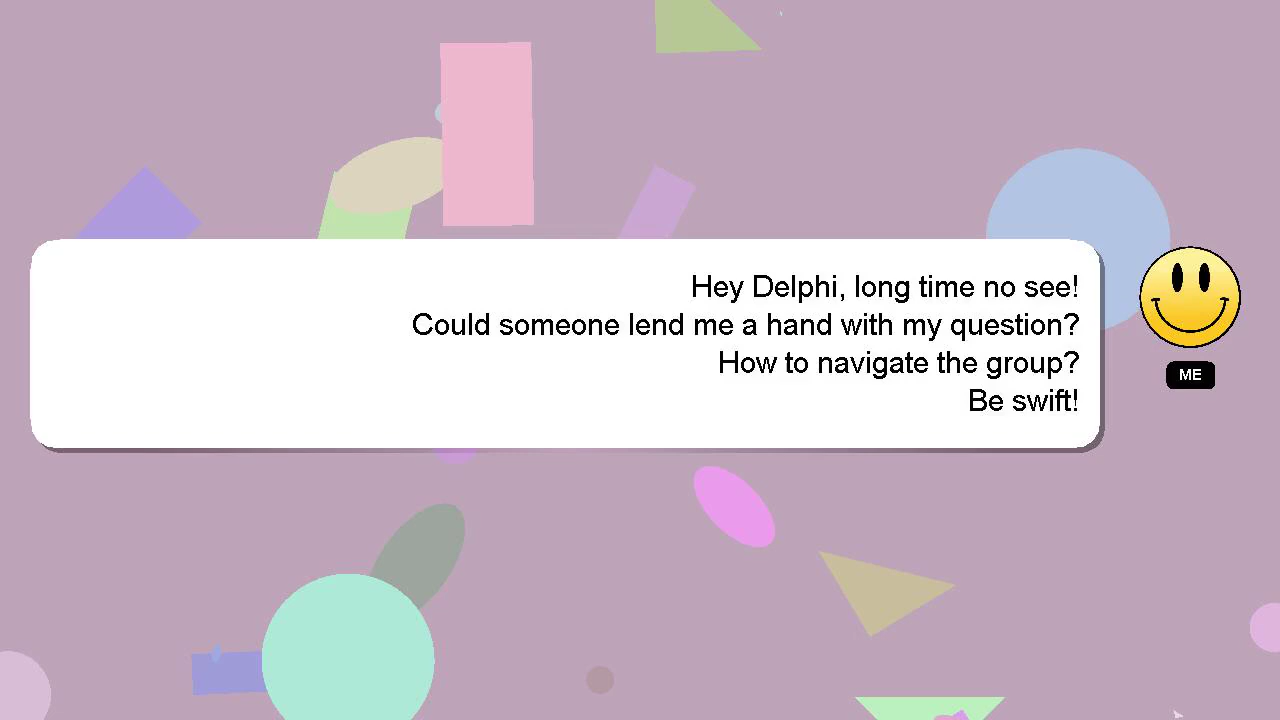 Hey Delphi, long time no see!
Could someone lend me a hand with my question?
How to navigate the group?
Be swift!
ME